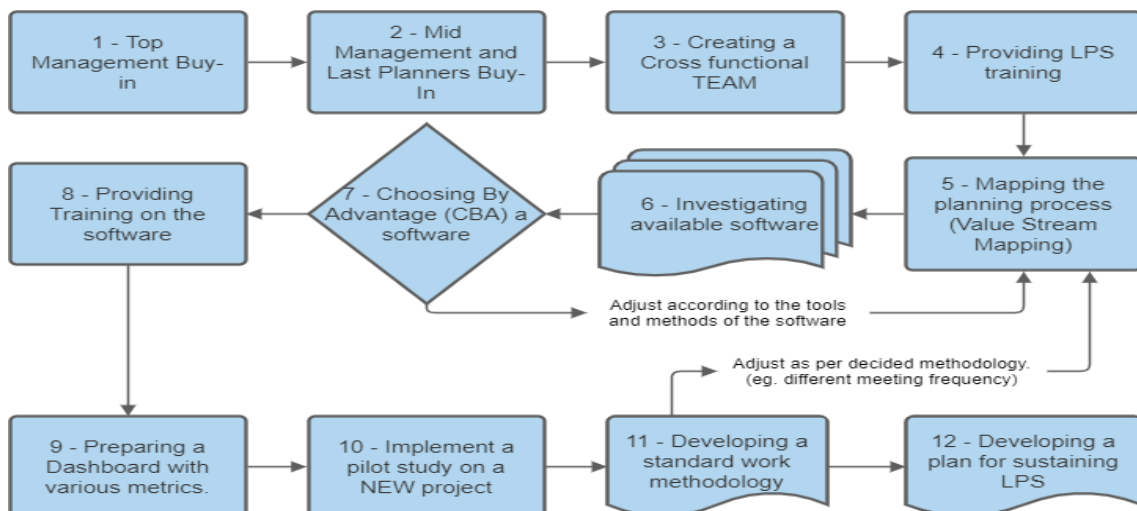 1 - Top
Management Buy-
in
2 - Mid
Management and
Last Planners Buy-
In
3 - Creating a
Cross functional
TEAM
4 - Providing LPS
training
8 - Providing
Training on the
software
7 - Choosing By
Advantage (CBA) a
software
6 - Investigating
available software
5 - Mapping the
planning process
(Value Stream
Mapping)
Adjust according to the tools
and methods of the software
Adjust as per decided methodology.
(eg. different meeting frequency)
9 - Preparing a
Dashboard with
various metrics.
10 - Implement a
pilot study on a
NEW project
11 - Developing a
standard work
methodology
12 - Developing a
plan for sustaining
LPS